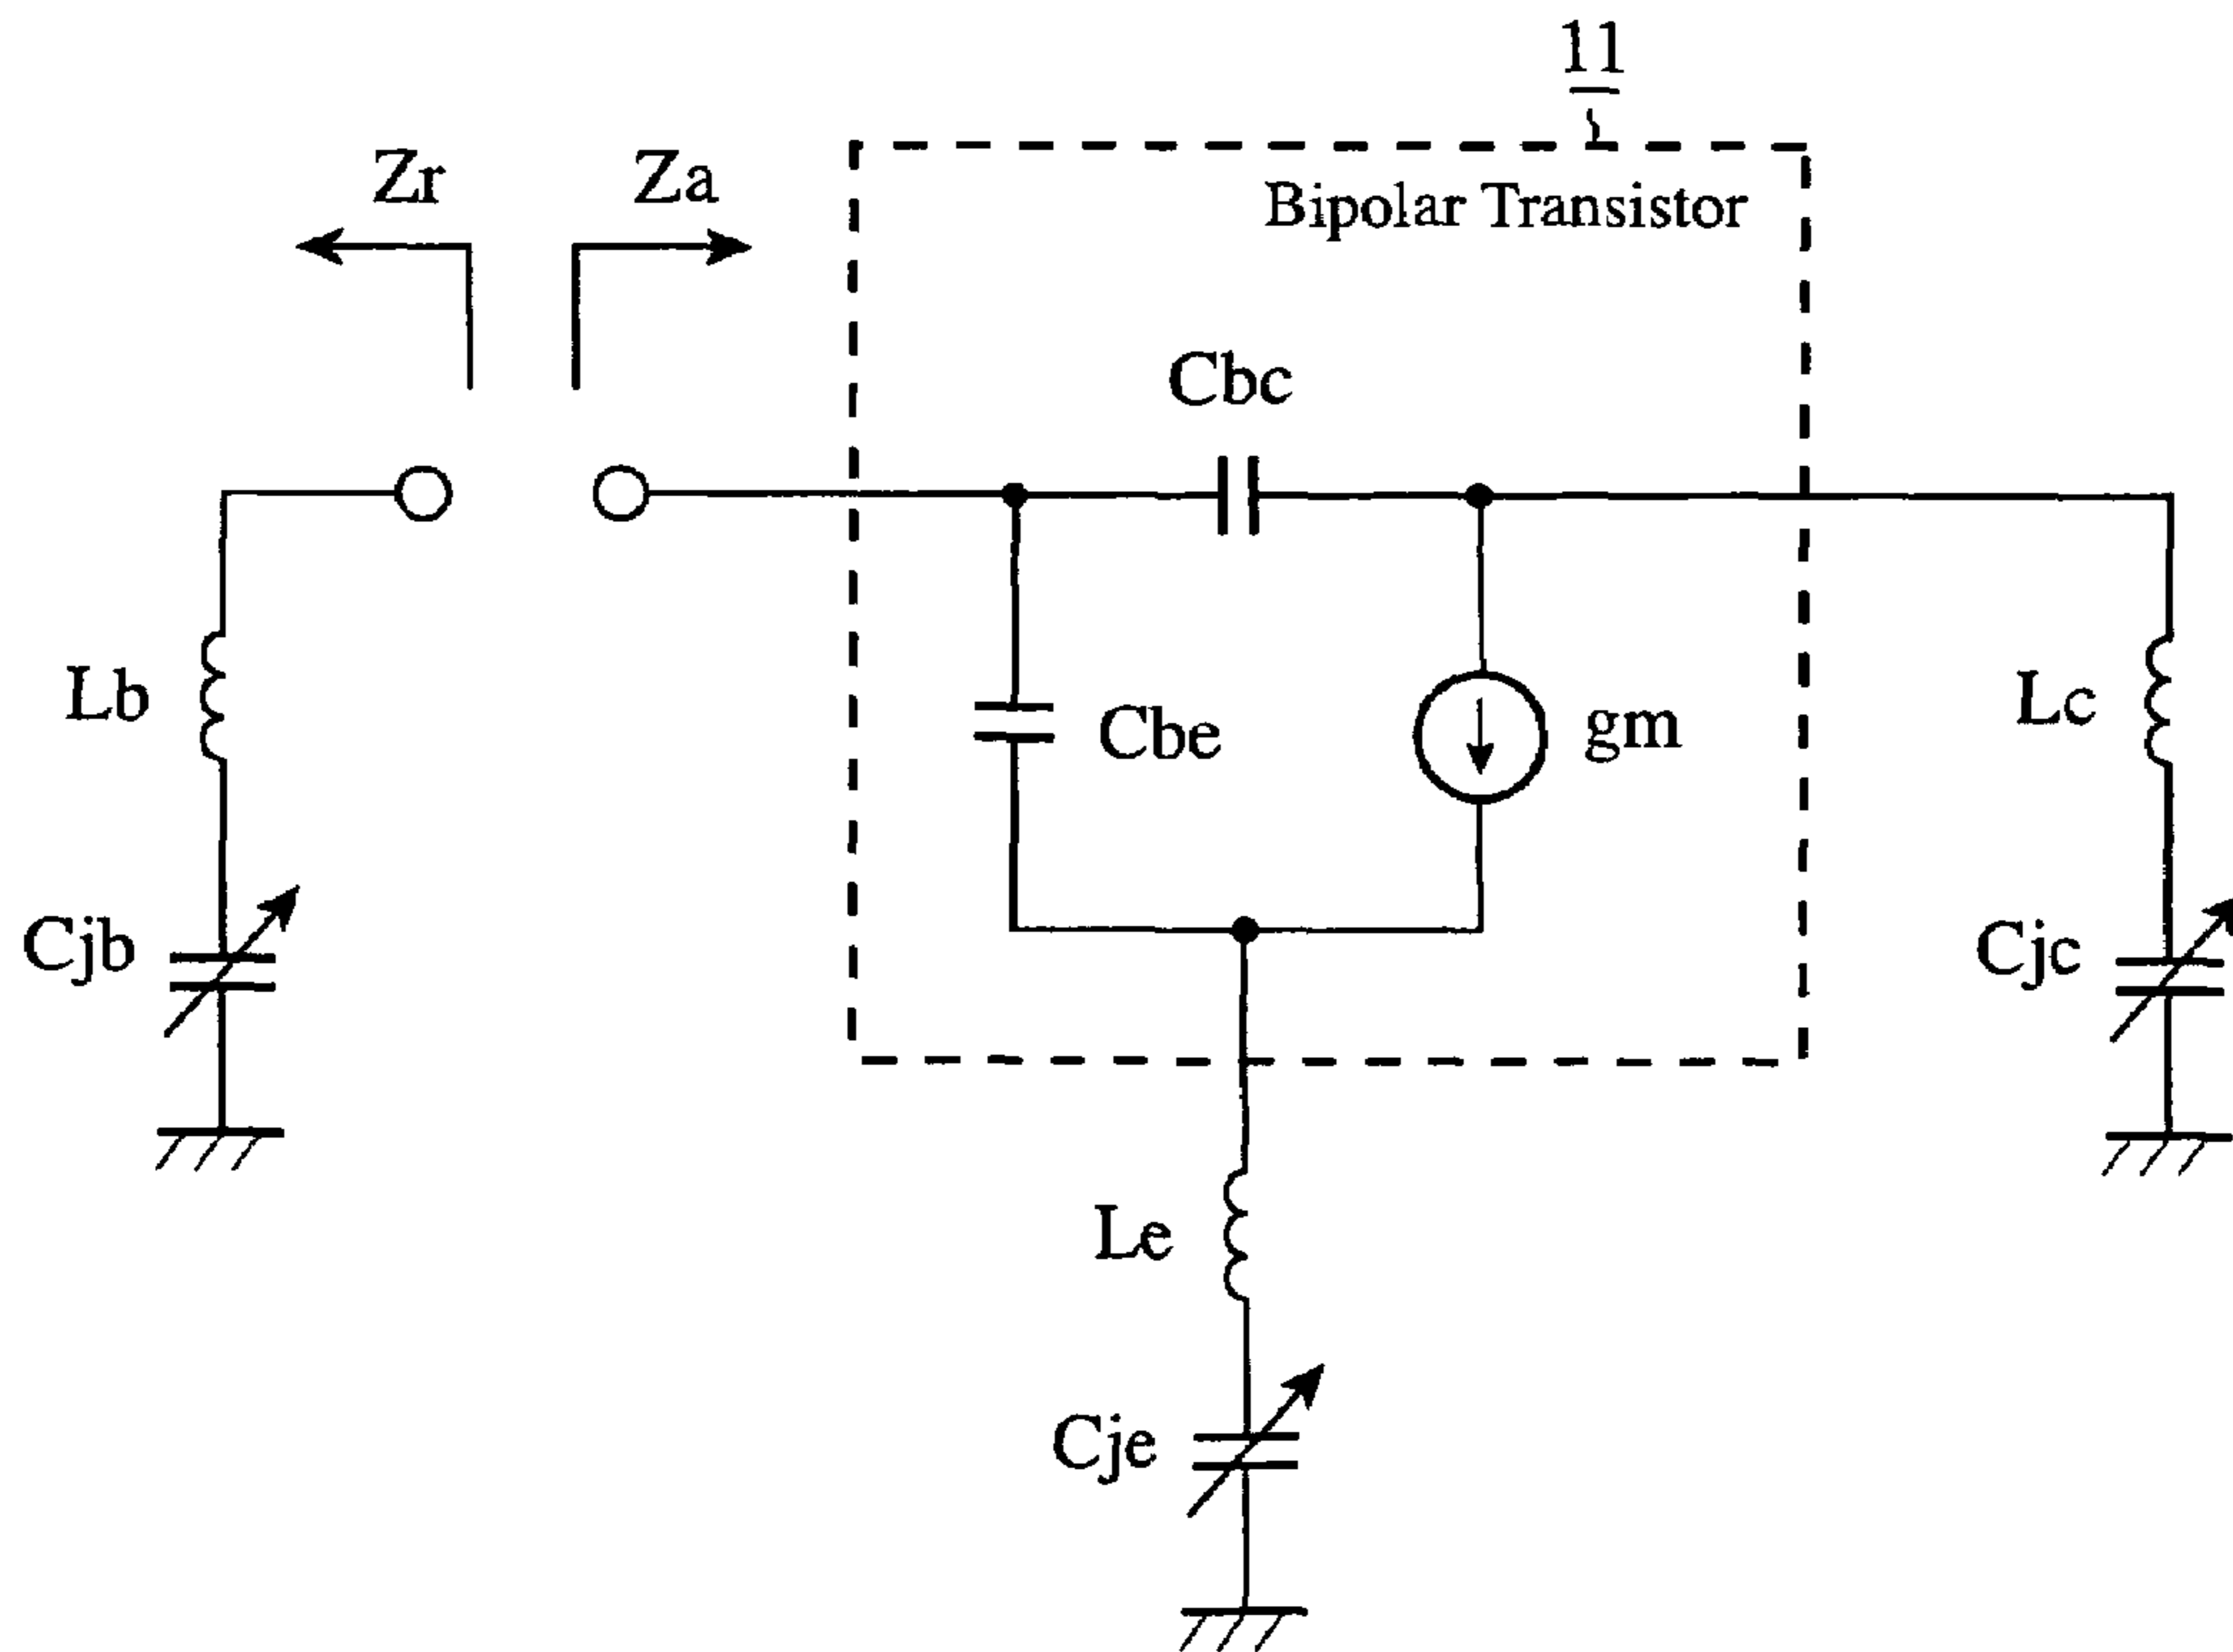 11
Zr
Za
Bipolar Transistor
Cbc
Lb
Cbe
gm
Lc
Cjb
Cjc
Le
Cje